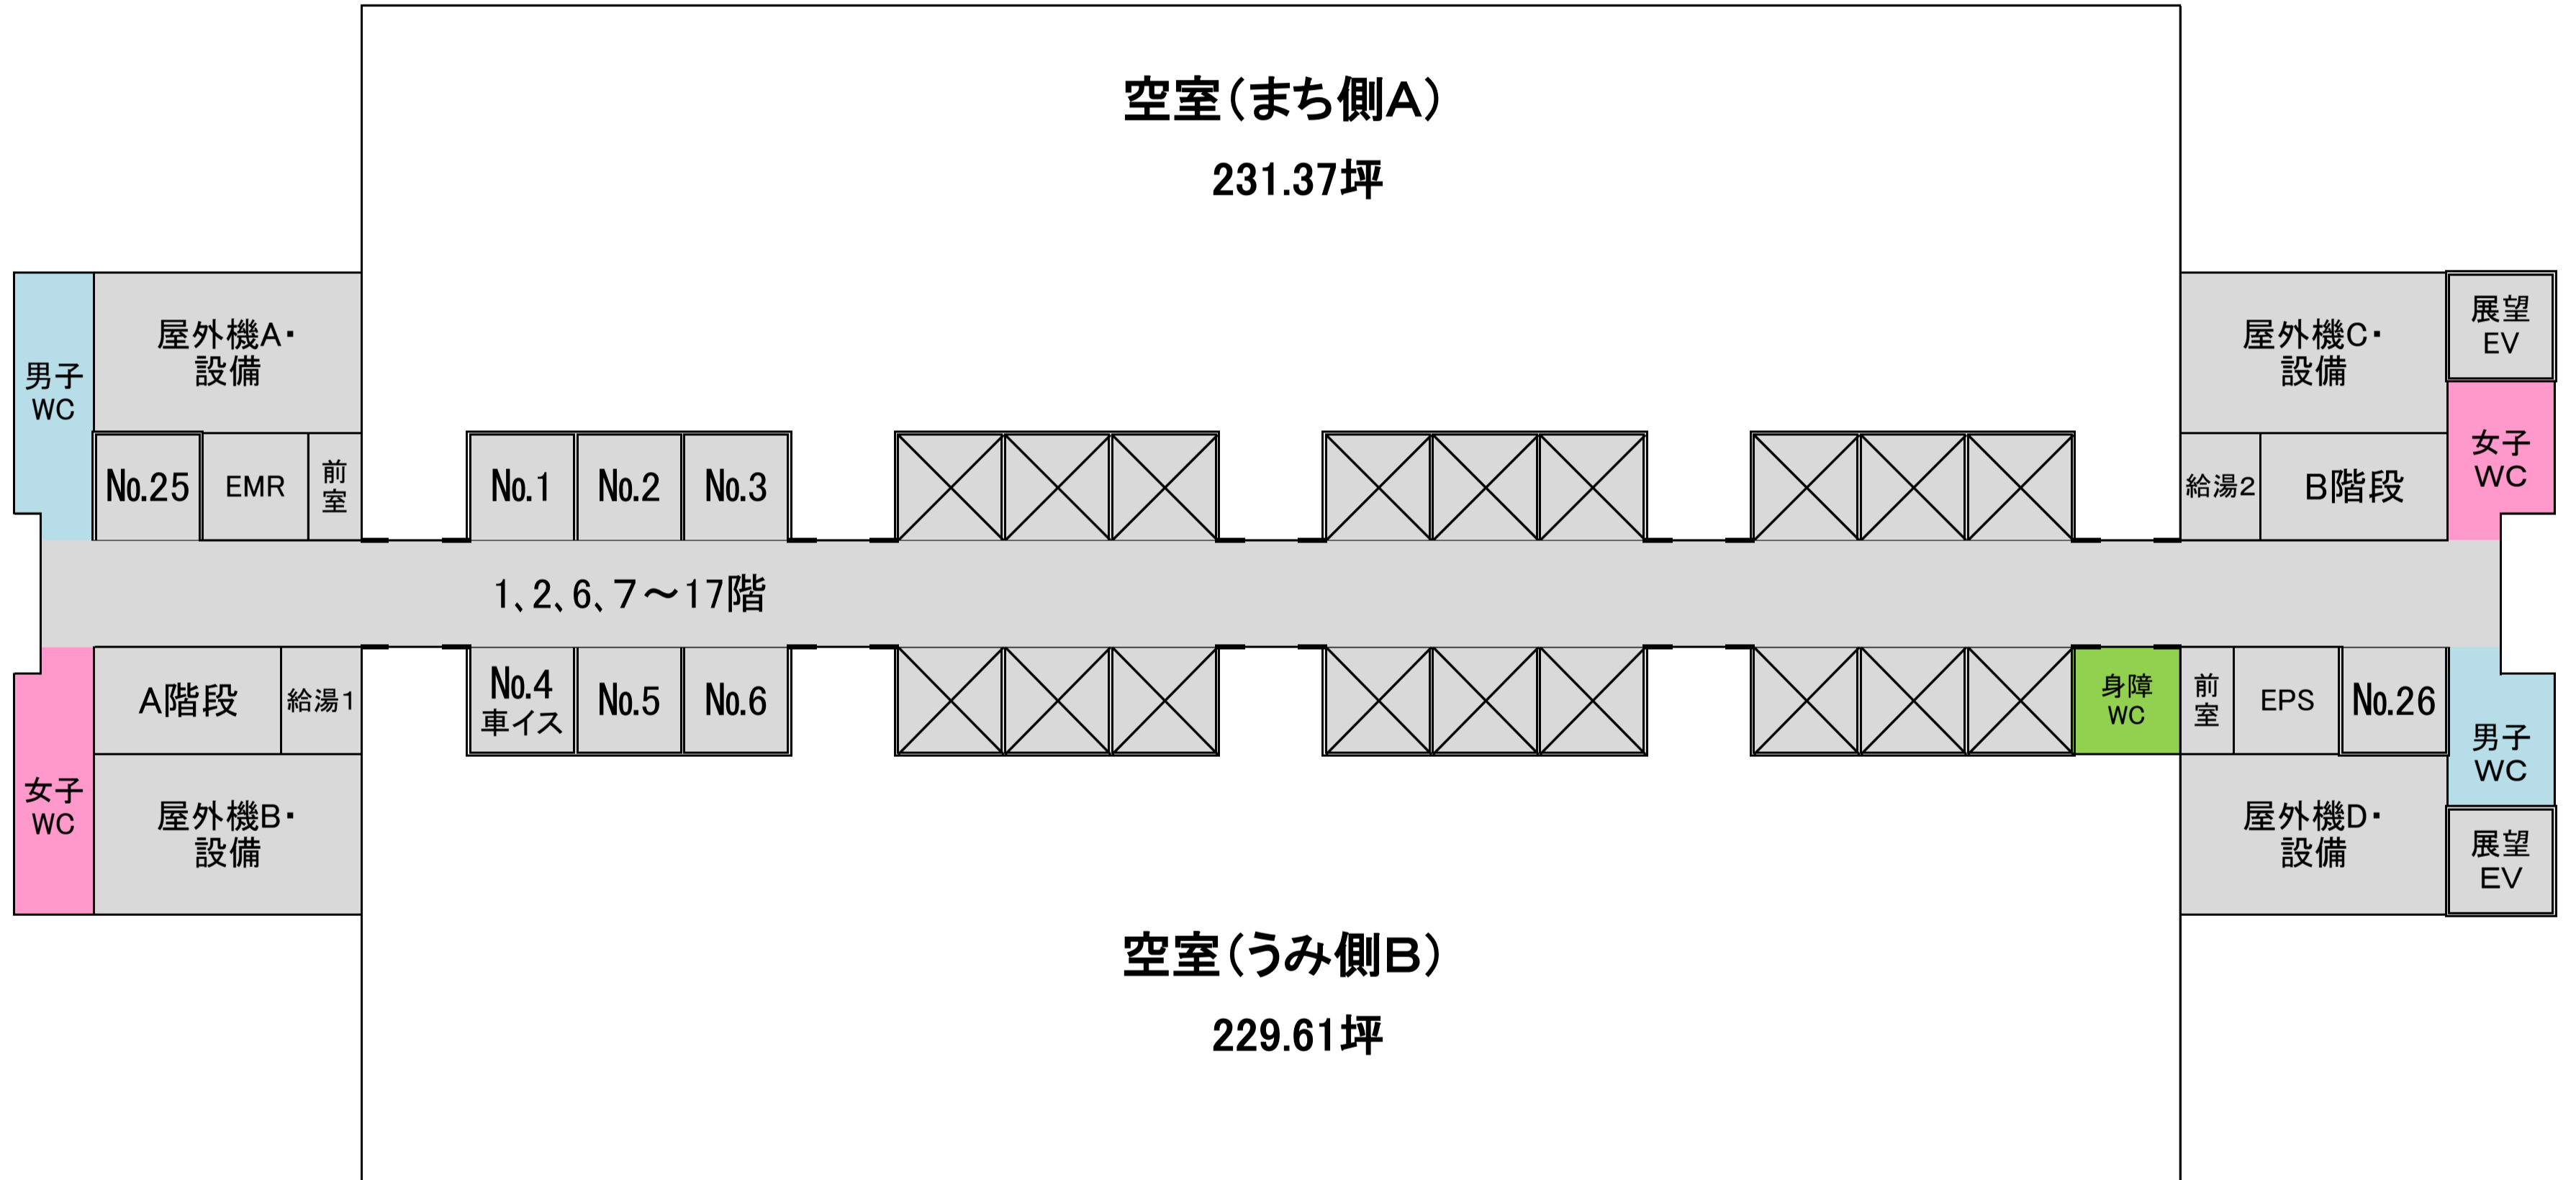 空室(まち側A)
231.37坪
男子
WC
屋外機A・
設備
No.25
EMR
前
室
No.1
No.2
No.3
屋外機C・
設備
展望
EV
給湯2
B階段
女子
WC
1、2、6、7～17階
女子
WC
A階段
給湯1
屋外機B・
設備
No.4
車イス
No.5
No.6
身障
WC
前
室
EPS
No.26
男子
WC
屋外機D・
設備
展望
EV
空室(うみ側B)
229.61坪